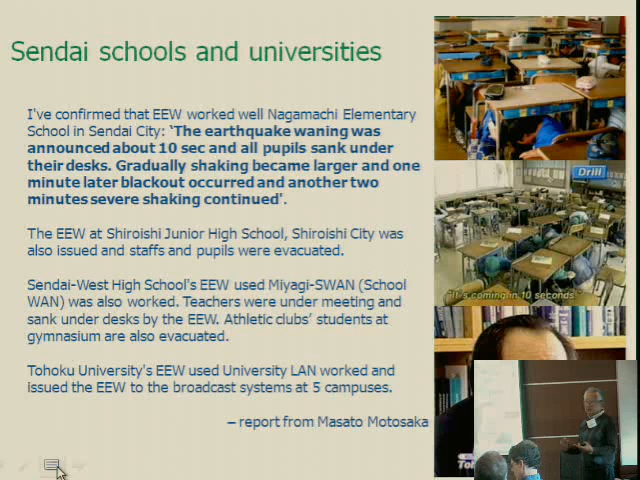 Sendai schools and universities
I've confirmed that EEW worked well Nagamachi Elementary
School in Sendai City: 'The earthquake waning was
announced about 10 sec and all pupils sank under
their desks. Gradually shaking became larger and one
minute later blackout occurred and another two
minutes severe shaking continued'.
The EEW at Shiroishi Junior High School, Shiroishi City was
also issued and staffs and pupils were evacuated.
Sendai-West High School's EEW used Miyagi-SWAN (School
WAN) was also worked. Teachers were under meeting and
sank under desks by the EEW. Athletic clubs' students at
gymnasium are also evacuated.
Tohoku University's EEW used University LAN worked and
issued the EEW to the broadcast systems at 5 campuses.
– report from Masato Motosaka
Drill
"It's coming in 10 seconds."